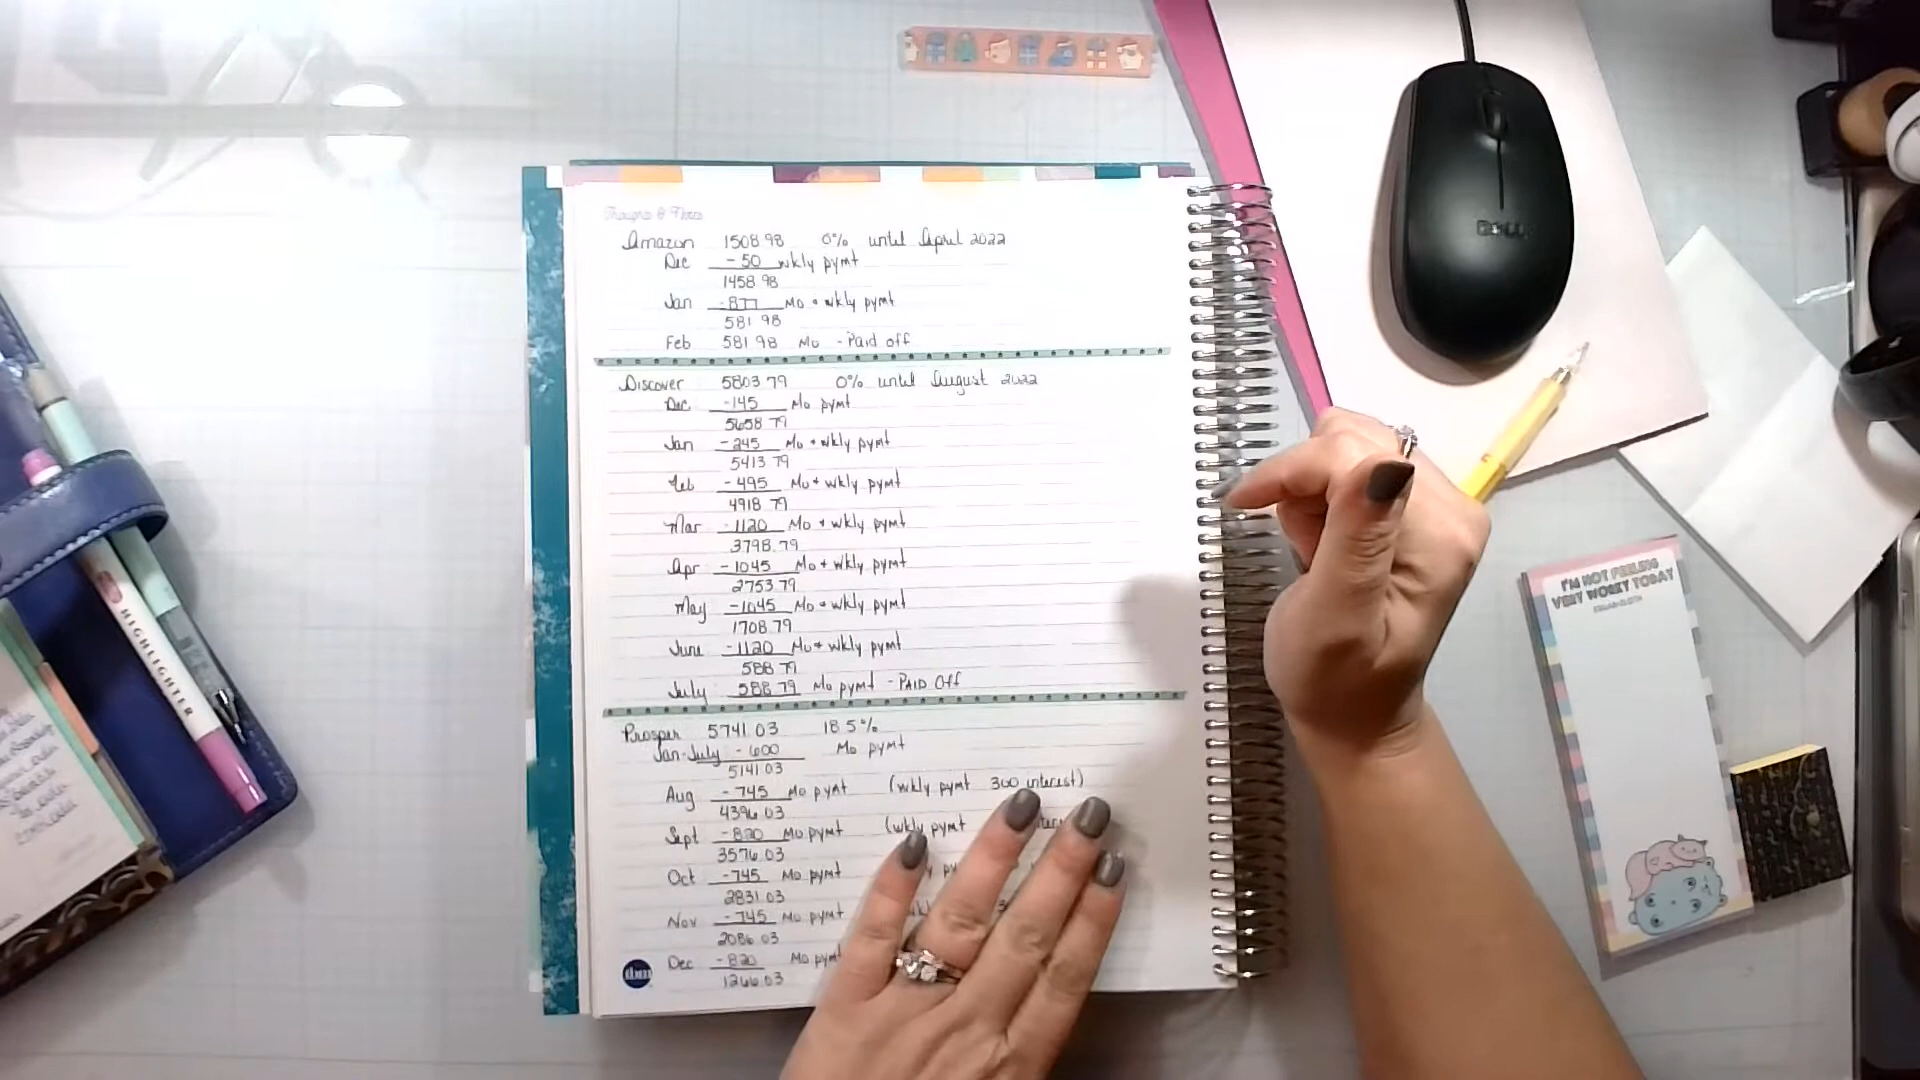 Thoughts & Notes
Amazon 1508.98 0% until April 2022
Dec -50 wkly pymt
1458.98
Jan -877 Mo + wkly pymt
581.98
Feb 581.98 Mo - Paid off
Discover 5803.79 0% until August 2022
Dec -145 Mo pymt
5658.79
Jan -245 Mo + wkly pymt
5413.79
Feb -495 Mo + wkly pymt
4918.79
Mar -1120 Mo + wkly pymt
3798.79
Apr -1045 Mo + wkly pymt
2753.79
May -1045 Mo + wkly pymt
1708.79
June -1120 Mo + wkly pymt
588.79
July 588.79 Mo pymt - PAID Off
Prosper 5741.03 18.5%
Jan-July -600 Mo pymt
5141.03
Aug -745 Mo pymt (wkly pymt 300 interest)
4396.03
Sept -820 Mo pymt (wkly pymt
3576.03
Oct -745 Mo pymt
2831.03
Nov -745 Mo pymt
2086.03
Dec -820 Mo pymt
1266.03
HIGHLIGHTER
DELL
I'M NOT FEELING
VERY WORKY TODAY